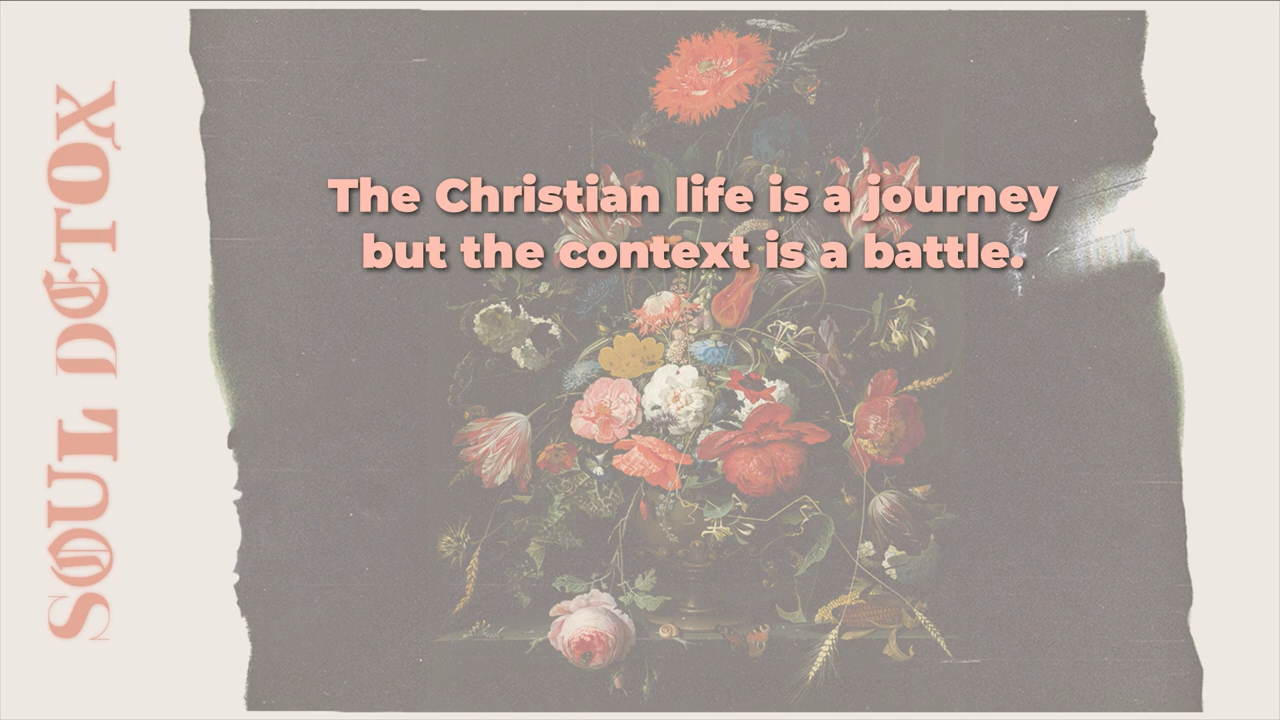 SOUL DETOX
The Christian life is a journey
but the context is a battle.